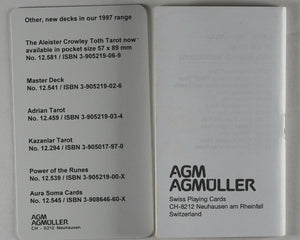 Other, new decks in our 1997 range
The Aleister Crowley Toth Tarot now
available in pocket size 57 x 89 mm
No. 12.581 / ISBN 3-905219-06-9
Master Deck
No. 12.541 / ISBN 3-905219-02-6
Adrian Tarot
No. 12.459 / ISBN 3-905219-03-4
Kazanlar Tarot
No. 12.294 / ISBN 3-905017-97-0
Power of the Runes
No. 12.539 / ISBN 3-905219-00-X
Aura Soma Cards
No. 12.545 / ISBN 3-908646-60-X
AGM
AGMÜLLER
CH - 8212 Neuhausen
AGM
AGMÜLLER
Swiss Playing Cards
CH-8212 Neuhausen am Rheinfall
Switzerland